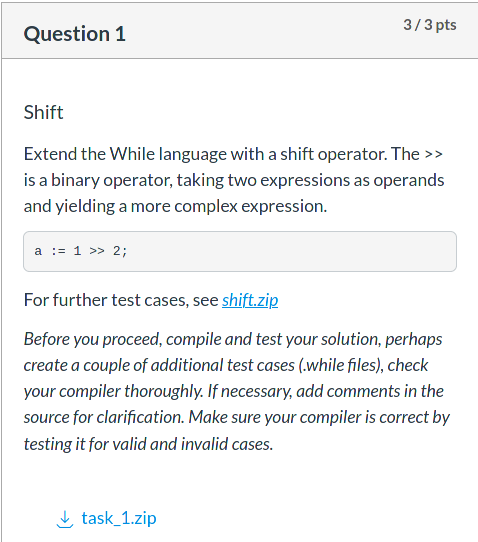 Question 1
3 / 3 pts
Shift
Extend the While language with a shift operator. The >>
is a binary operator, taking two expressions as operands
and yielding a more complex expression.
a := 1 >> 2;
For further test cases, see shift.zip
Before you proceed, compile and test your solution, perhaps
create a couple of additional test cases (.while files), check
your compiler thoroughly. If necessary, add comments in the
source for clarification. Make sure your compiler is correct by
testing it for valid and invalid cases.
task_1.zip